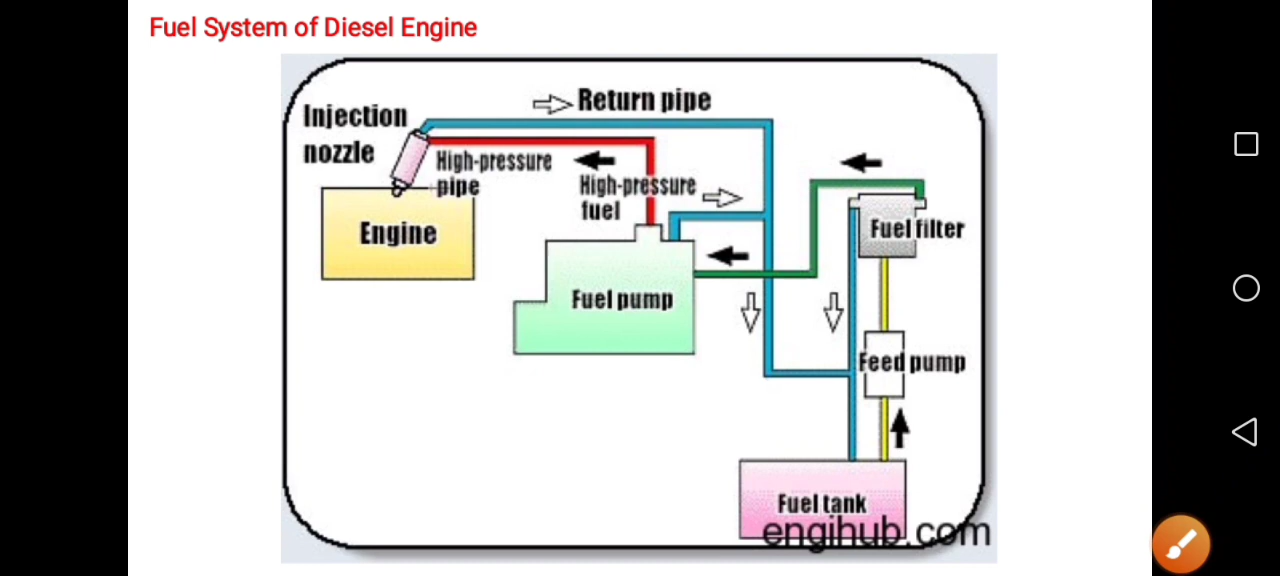 Fuel System of Diesel Engine
Return pipe
Injection
nozzle
High-pressure
pipe
High-pressure
fuel
Engine
Fuel filter
Fuel pump
Feed pump
Fuel tank
engihub.com